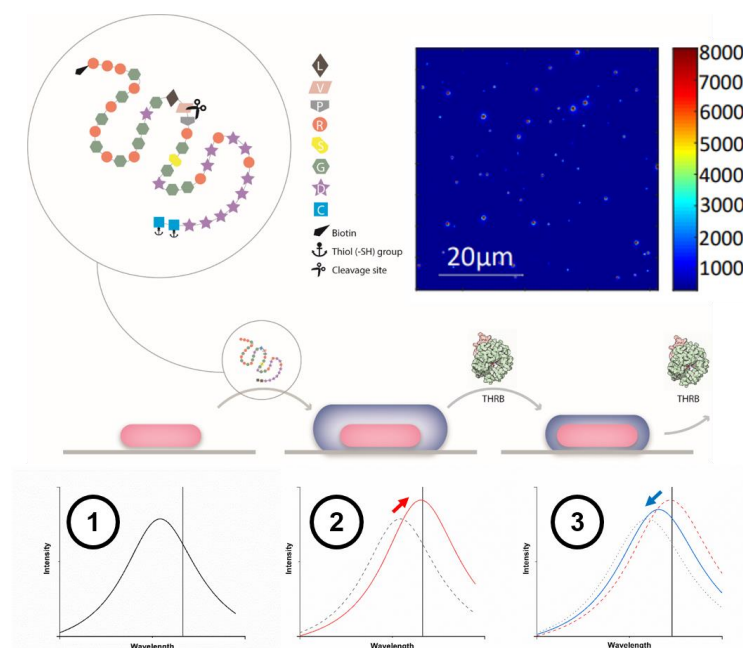 L
V
P
R
S
G
D
C
Biotin
Thiol (-SH) group
Cleavage site
20μm
8000
7000
6000
5000
4000
3000
2000
1000
THRB
THRB
1
Intensity
Wavelength
2
Intensity
Wavelength
3
Intensity
Wavelength